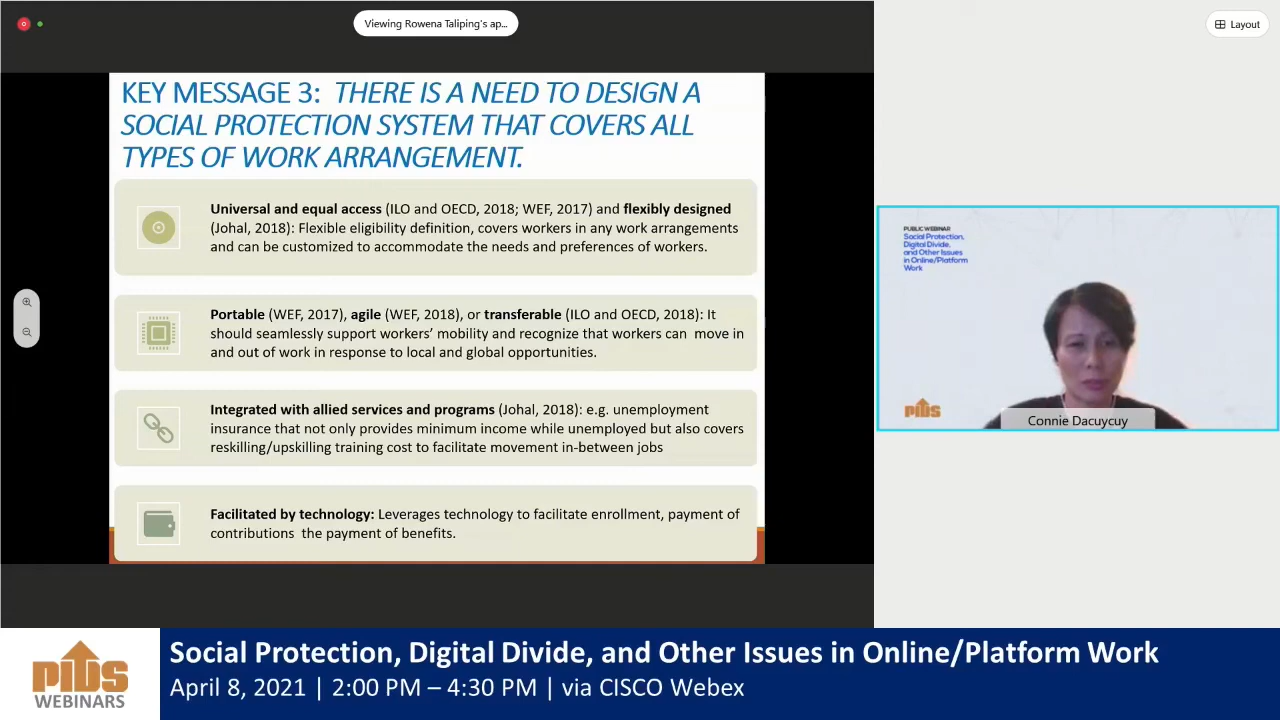 Viewing Rowena Taliping's ap...
Layout
KEY MESSAGE 3: THERE IS A NEED TO DESIGN A
SOCIAL PROTECTION SYSTEM THAT COVERS ALL
TYPES OF WORK ARRANGEMENT.
Universal and equal access (ILO and OECD, 2018; WEF, 2017) and flexibly designed
(Johal, 2018): Flexible eligibility definition, covers workers in any work arrangements
and can be customized to accommodate the needs and preferences of workers.
Portable (WEF, 2017), agile (WEF, 2018), or transferable (ILO and OECD, 2018): It
should seamlessly support workers' mobility and recognize that workers can move in
and out of work in response to local and global opportunities.
Integrated with allied services and programs (Johal, 2018): e.g. unemployment
insurance that not only provides minimum income while unemployed but also covers
reskilling/upskilling training cost to facilitate movement in-between jobs
Facilitated by technology: Leverages technology to facilitate enrollment, payment of
contributions the payment of benefits.
PUBLIC WEBINAR
Social Protection,
Digital Divide,
and Other Issues
in Online/Platform
Work
PIDS
Connie Dacuycuy
PIDS
WEBINARS
Social Protection, Digital Divide, and Other Issues in Online/Platform Work
April 8, 2021 | 2:00 PM – 4:30 PM | via CISCO Webex